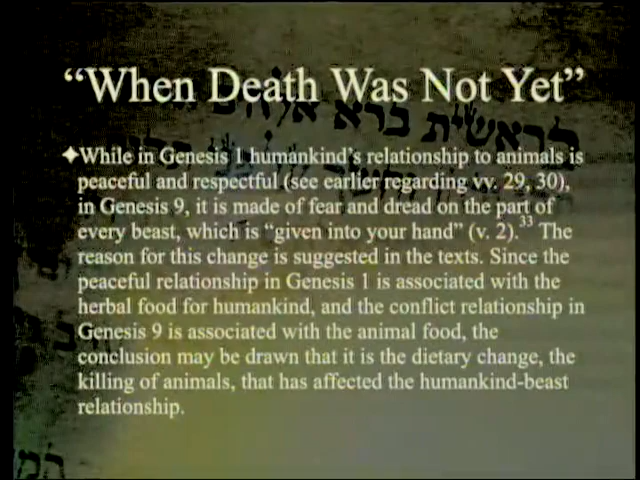 “When Death Was Not Yet”
✦While in Genesis 1 humankind’s relationship to animals is
peaceful and respectful (see earlier regarding vv. 29, 30),
in Genesis 9, it is made of fear and dread on the part of
every beast, which is “given into your hand” (v. 2).33 The
reason for this change is suggested in the texts. Since the
peaceful relationship in Genesis 1 is associated with the
herbal food for humankind, and the conflict relationship in
Genesis 9 is associated with the animal food, the
conclusion may be drawn that it is the dietary change, the
killing of animals, that has affected the humankind-beast
relationship.
בראשית ברא אלהים